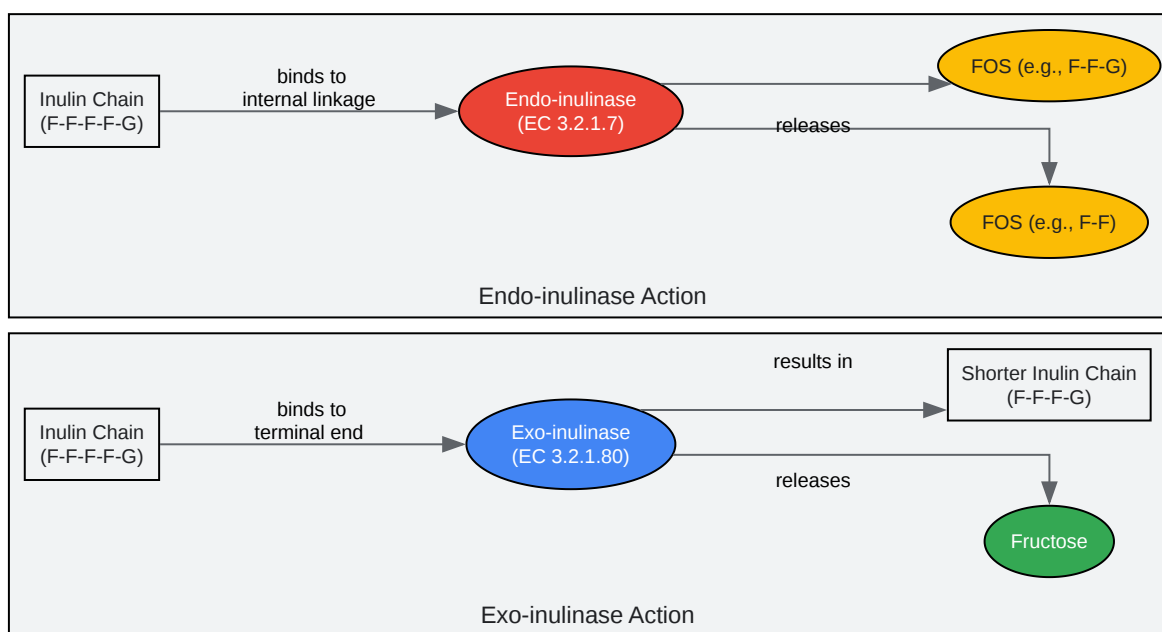 Inulin Chain
(F-F-F-F-G)
binds to
internal linkage
Endo-inulinase
(EC 3.2.1.7)
FOS (e.g., F-F-G)
releases
FOS (e.g., F-F)
Endo-inulinase Action
Inulin Chain
(F-F-F-F-G)
binds to
terminal end
Exo-inulinase
(EC 3.2.1.80)
results in
Shorter Inulin Chain
(F-F-F-G)
releases
Fructose
Exo-inulinase Action